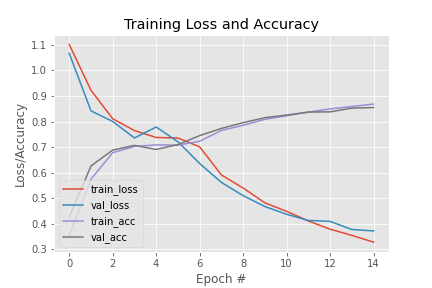 Training Loss and Accuracy
Loss/Accuracy
1.1
1.0
0.9
0.8
0.7
0.6
0.5
0.4
0.3
train_loss
val_loss
train_acc
val_acc
0 2 4 6 8 10 12 14
Epoch #